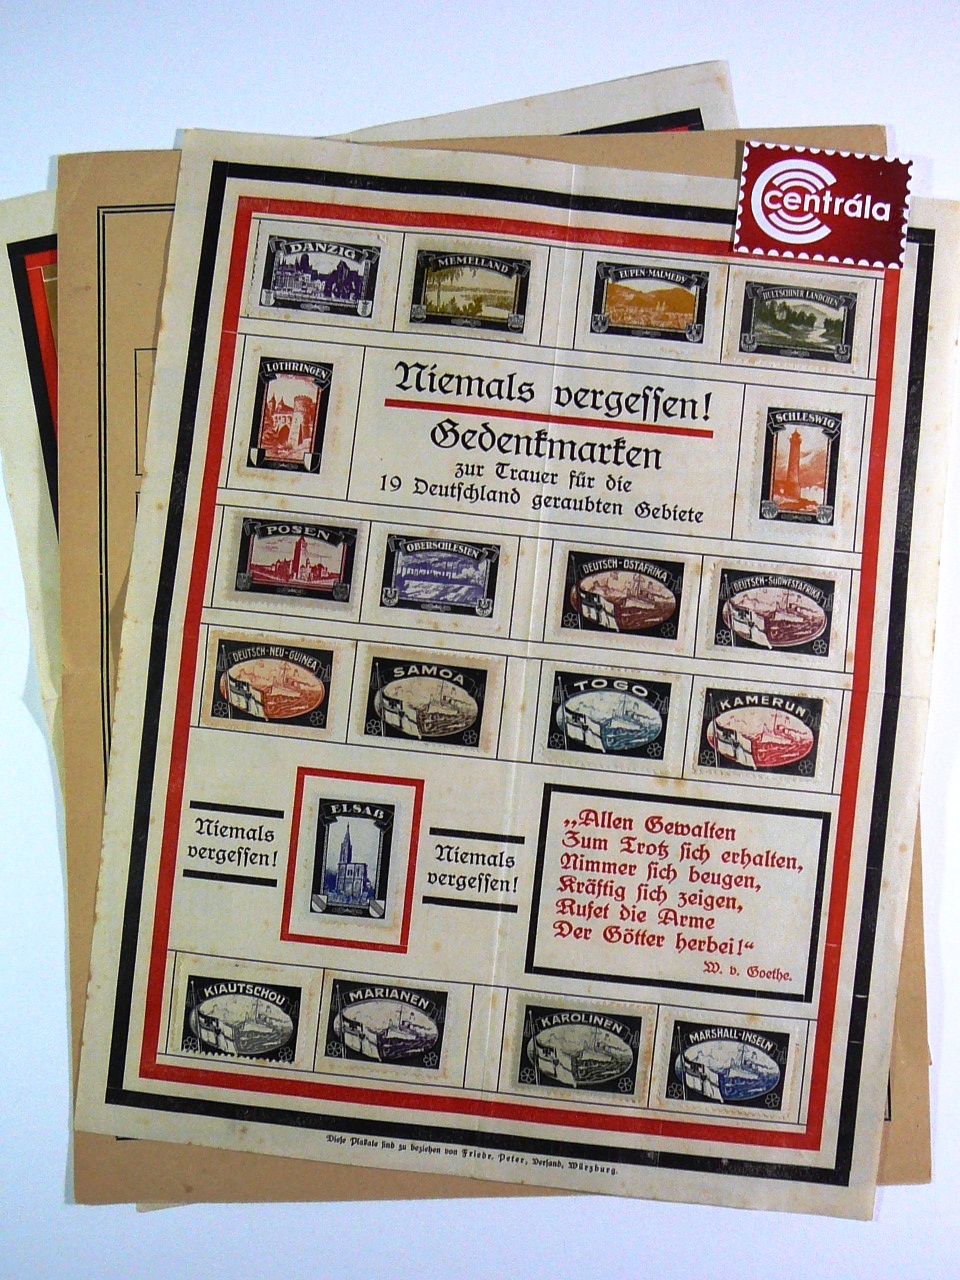 Centrála
DANZIG
MEMELLAND
EUPEN-MALMEDY
HULTSCHINER LÄNDCHEN
LOTHRINGEN
Niemals vergessen!
Gedenkmarken
zur Trauer für die
19 Deutschland geraubten Gebiete
SCHLESWIG
POSEN
OBERSCHLESIEN
DEUTSCH-OSTAFRIKA
DEUTSCH-SÜDWESTAFRIKA
DEUTSCH-NEU-GUINEA
SAMOA
TOGO
KAMERUN
Niemals
vergessen!
ELSAß
Niemals
vergessen!
„Allen Gewalten
Zum Trotz sich erhalten,
Nimmer sich beugen,
Kräftig sich zeigen,
Rufet die Arme
Der Götter herbei!“
W. v. Goethe.
KIAUTSCHOU
MARIANEN
KAROLINEN
MARSHALL-INSELN
Diese Plakate sind zu beziehen von Friedr. Peter, Versand, Würzburg.